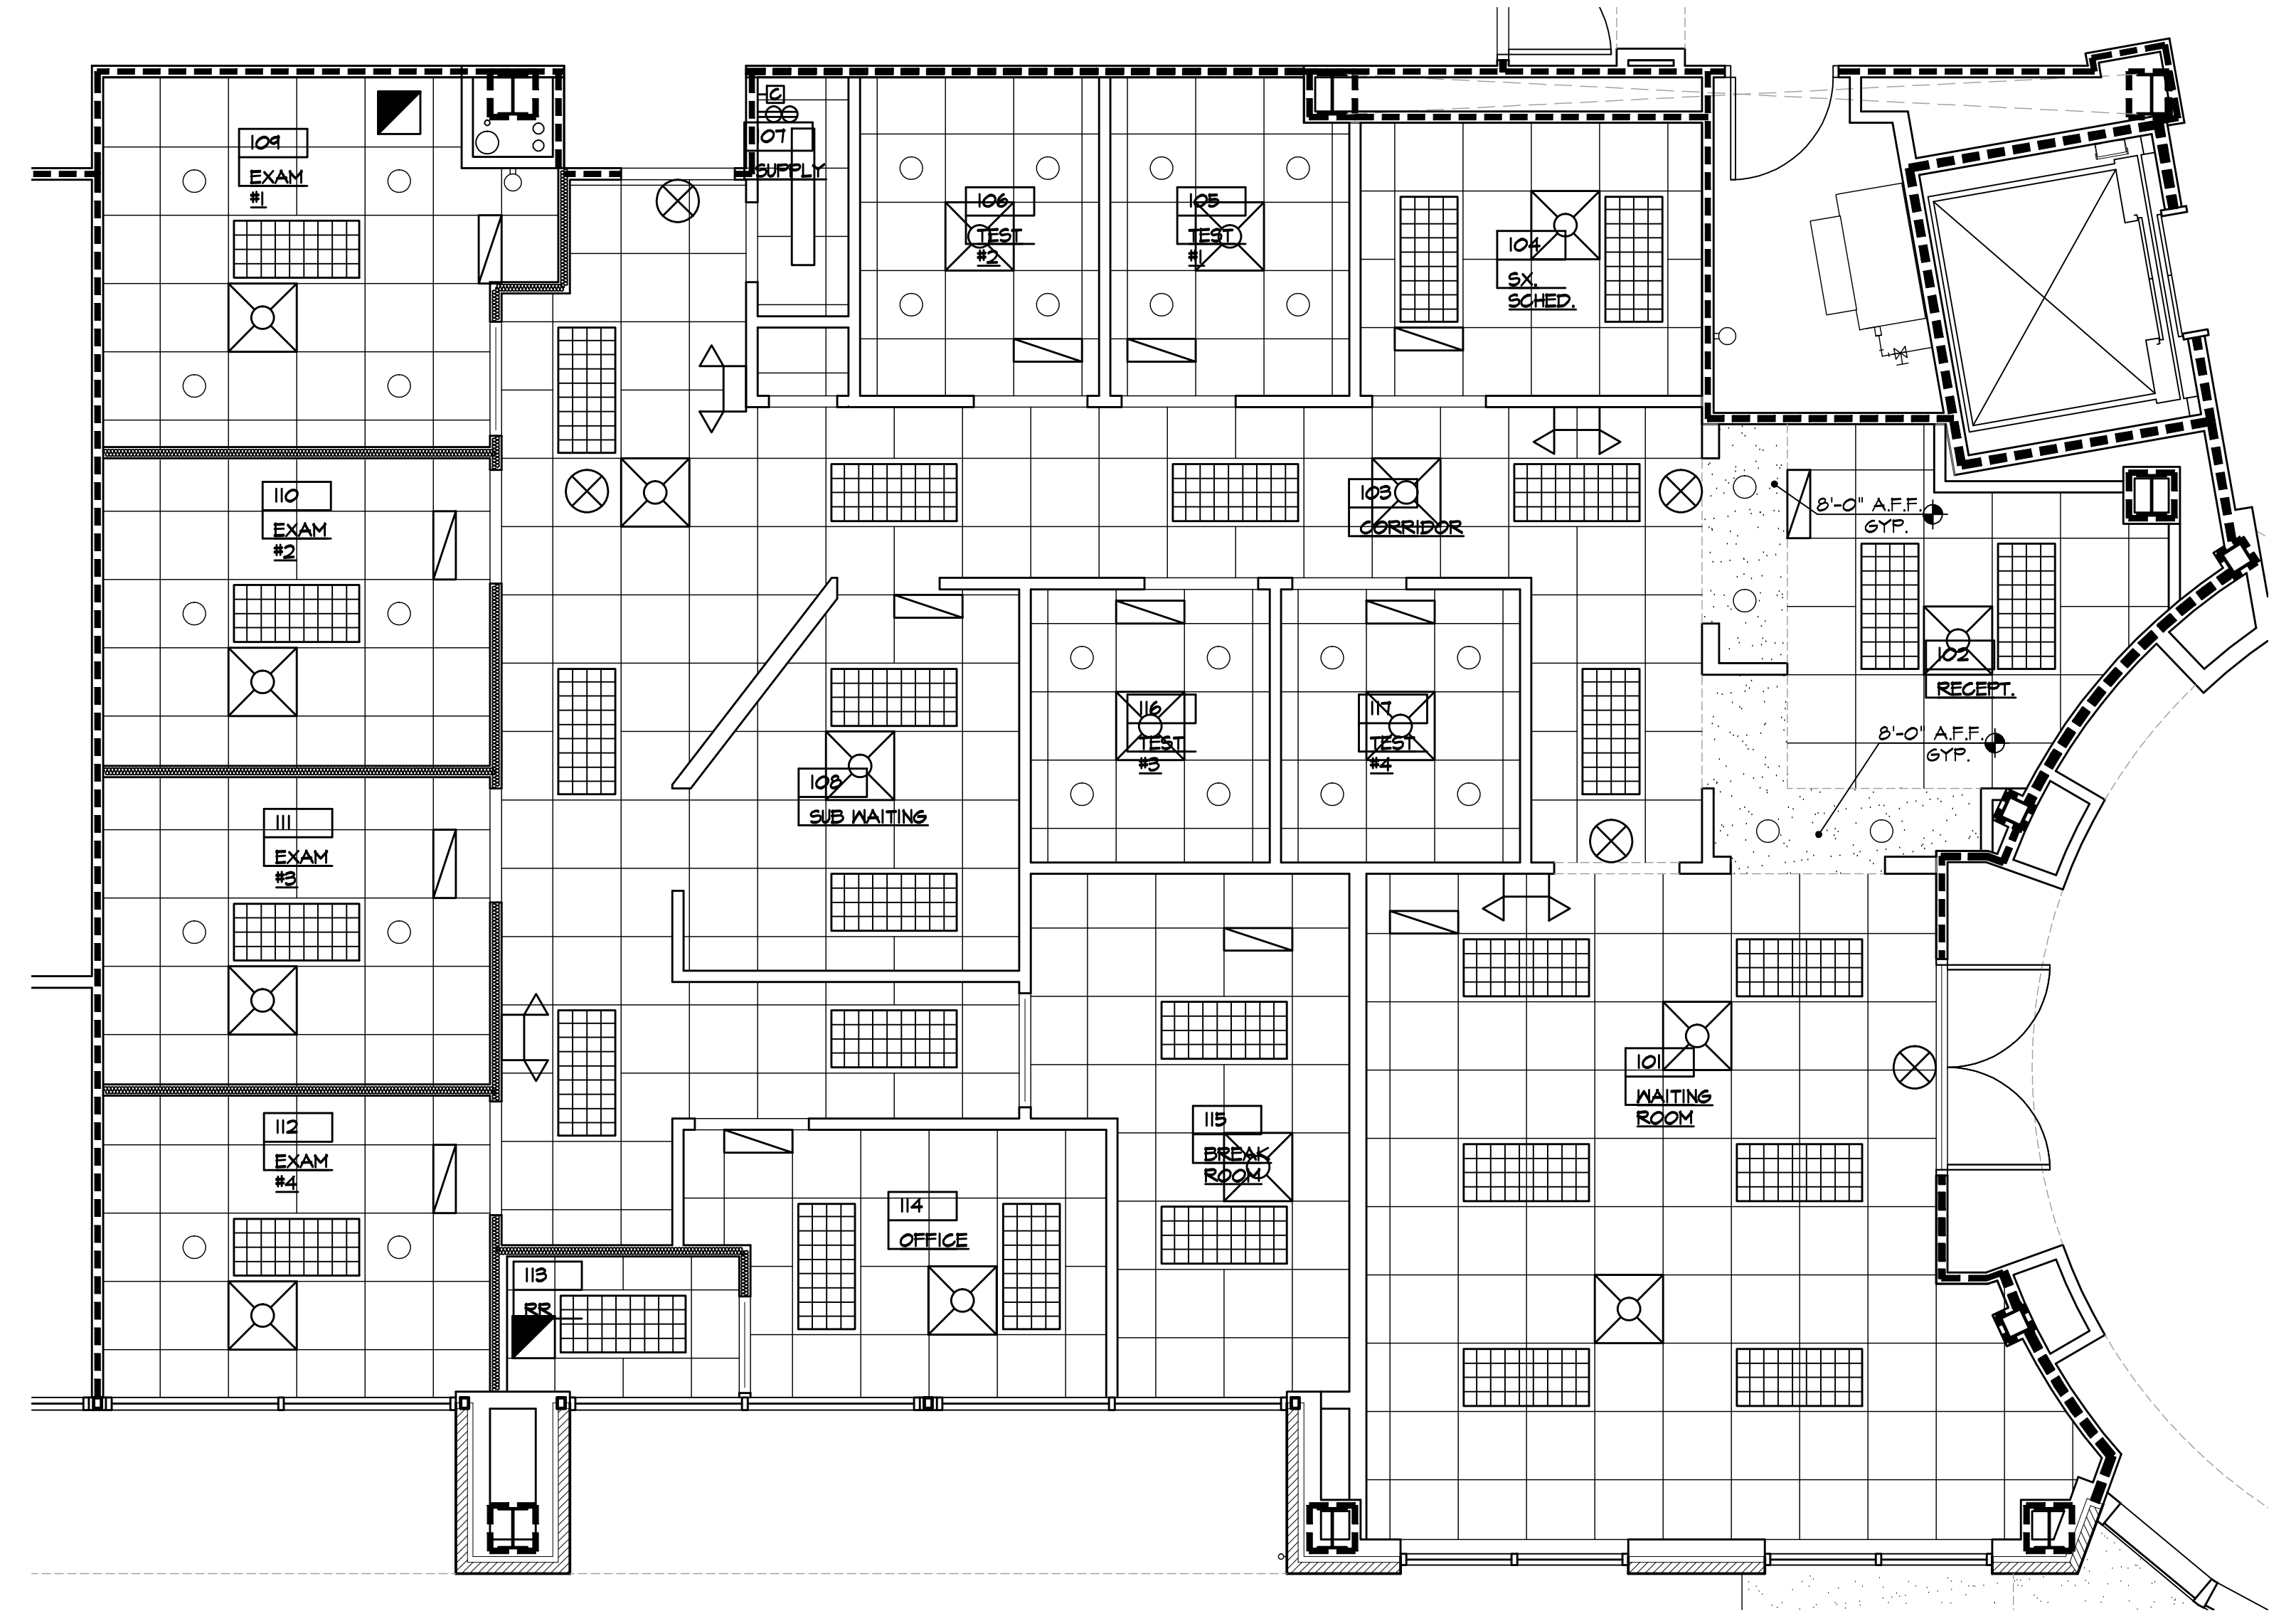 C
109
EXAM
#1
107
SUPPLY
106
TEST
#2
105
TEST
#1
104
SX.
SCHED.
110
EXAM
#2
103
CORRIDOR
8'-0" A.F.F.
GYP.
102
RECEPT.
116
TEST
#3
117
TEST
#4
8'-0" A.F.F.
GYP.
108
SUB WAITING
111
EXAM
#3
101
WAITING
ROOM
112
EXAM
#4
115
BREAK
ROOM
114
OFFICE
113
RR